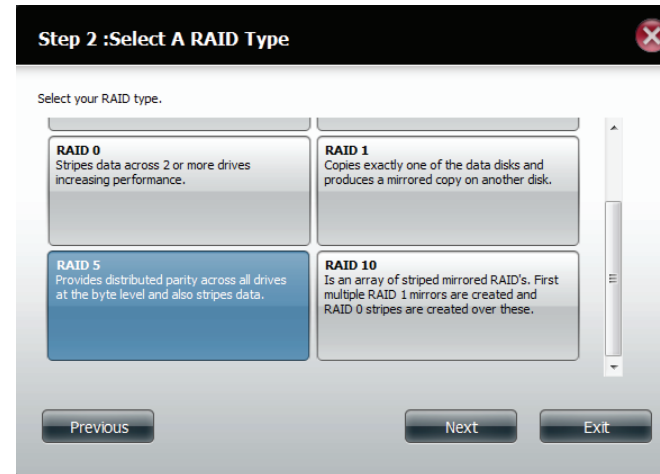 Step 2 :Select A RAID Type
Select your RAID type.
RAID 0
Stripes data across 2 or more drives
increasing performance.
RAID 1
Copies exactly one of the data disks and
produces a mirrored copy on another disk.
RAID 5
Provides distributed parity across all drives
at the byte level and also stripes data.
RAID 10
Is an array of striped mirrored RAID's. First
multiple RAID 1 mirrors are created and
RAID 0 stripes are created over these.
Previous
Next
Exit